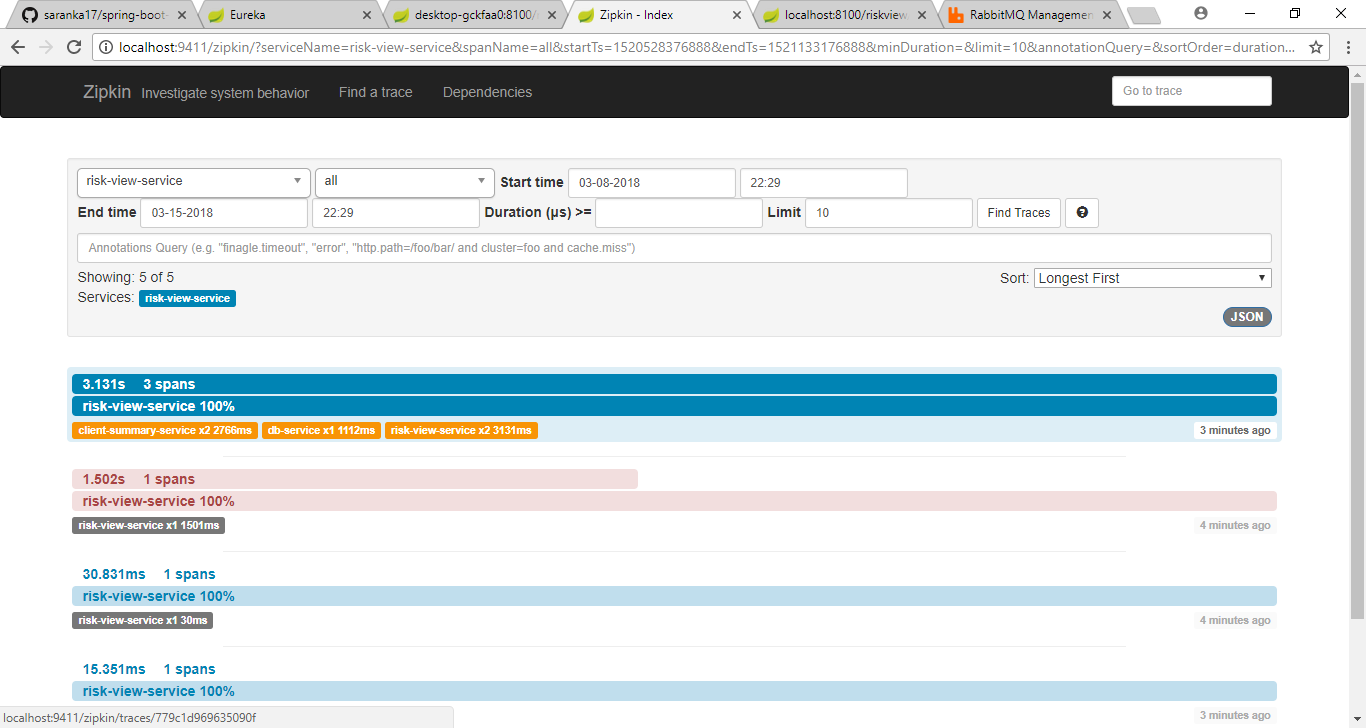 saranka17/spring-boot-
Eureka
desktop-gckfaa0:8100/
Zipkin - Index
localhost:8100/riskview
RabbitMQ Management
localhost:9411/zipkin/?serviceName=risk-view-service&spanName=all&startTs=1520528376888&endTs=1521133176888&minDuration=&limit=10&annotationQuery=&sortOrder=duration...
Zipkin Investigate system behavior Find a trace Dependencies Go to trace
risk-view-service all Start time 03-08-2018 22:29
End time 03-15-2018 22:29 Duration (μs) >= Limit 10 Find Traces
Annotations Query (e.g. "finagle.timeout", "error", "http.path=/foo/bar/ and cluster=foo and cache.miss")
Showing: 5 of 5 Sort: Longest First
Services: risk-view-service
JSON
3.131s 3 spans
risk-view-service 100%
client-summary-service x2 2766ms db-service x1 1112ms risk-view-service x2 3131ms 3 minutes ago
1.502s 1 spans
risk-view-service 100%
risk-view-service x1 1501ms 4 minutes ago
30.831ms 1 spans
risk-view-service 100%
risk-view-service x1 30ms 4 minutes ago
15.351ms 1 spans
risk-view-service 100%
3 minutes ago
localhost:9411/zipkin/traces/779c1d969635090f